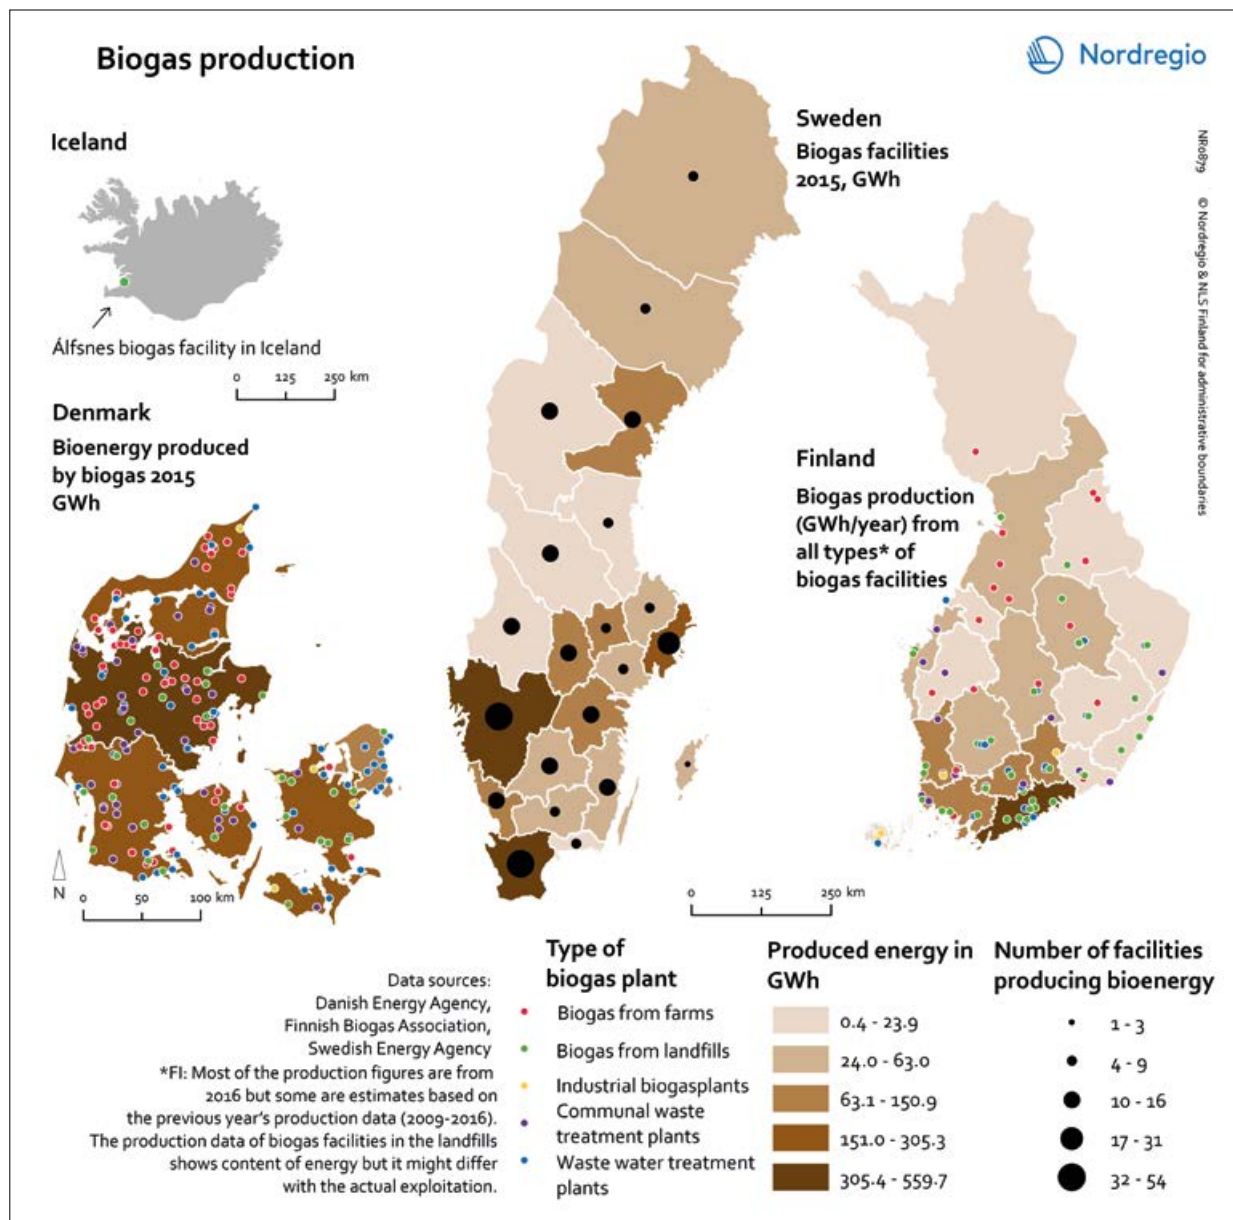 Biogas production
Nordregio
Iceland
Álfsnes biogas facility in Iceland
0 125 250 km
Denmark
Bioenergy produced
by biogas 2015
GWh
N
0 50 100 km
Sweden
Biogas facilities
2015, GWh
Finland
Biogas production
(GWh/year) from
all types* of
biogas facilities
0 125 250 km
NR0879 © Nordregio & NLS Finland for administrative boundaries
Data sources:
Danish Energy Agency,
Finnish Biogas Association,
Swedish Energy Agency
*FI: Most of the production figures are from
2016 but some are estimates based on
the previous year's production data (2009-2016).
The production data of biogas facilities in the landfills
shows content of energy but it might differ
with the actual exploitation.
Type of
biogas plant
Biogas from farms
Biogas from landfills
Industrial biogasplants
Communal waste
treatment plants
Waste water treatment
plants
Produced energy in
GWh
0.4 - 23.9
24.0 - 63.0
63.1 - 150.9
151.0 - 305.3
305.4 - 559.7
Number of facilities
producing bioenergy
1 - 3
4 - 9
10 - 16
17 - 31
32 - 54